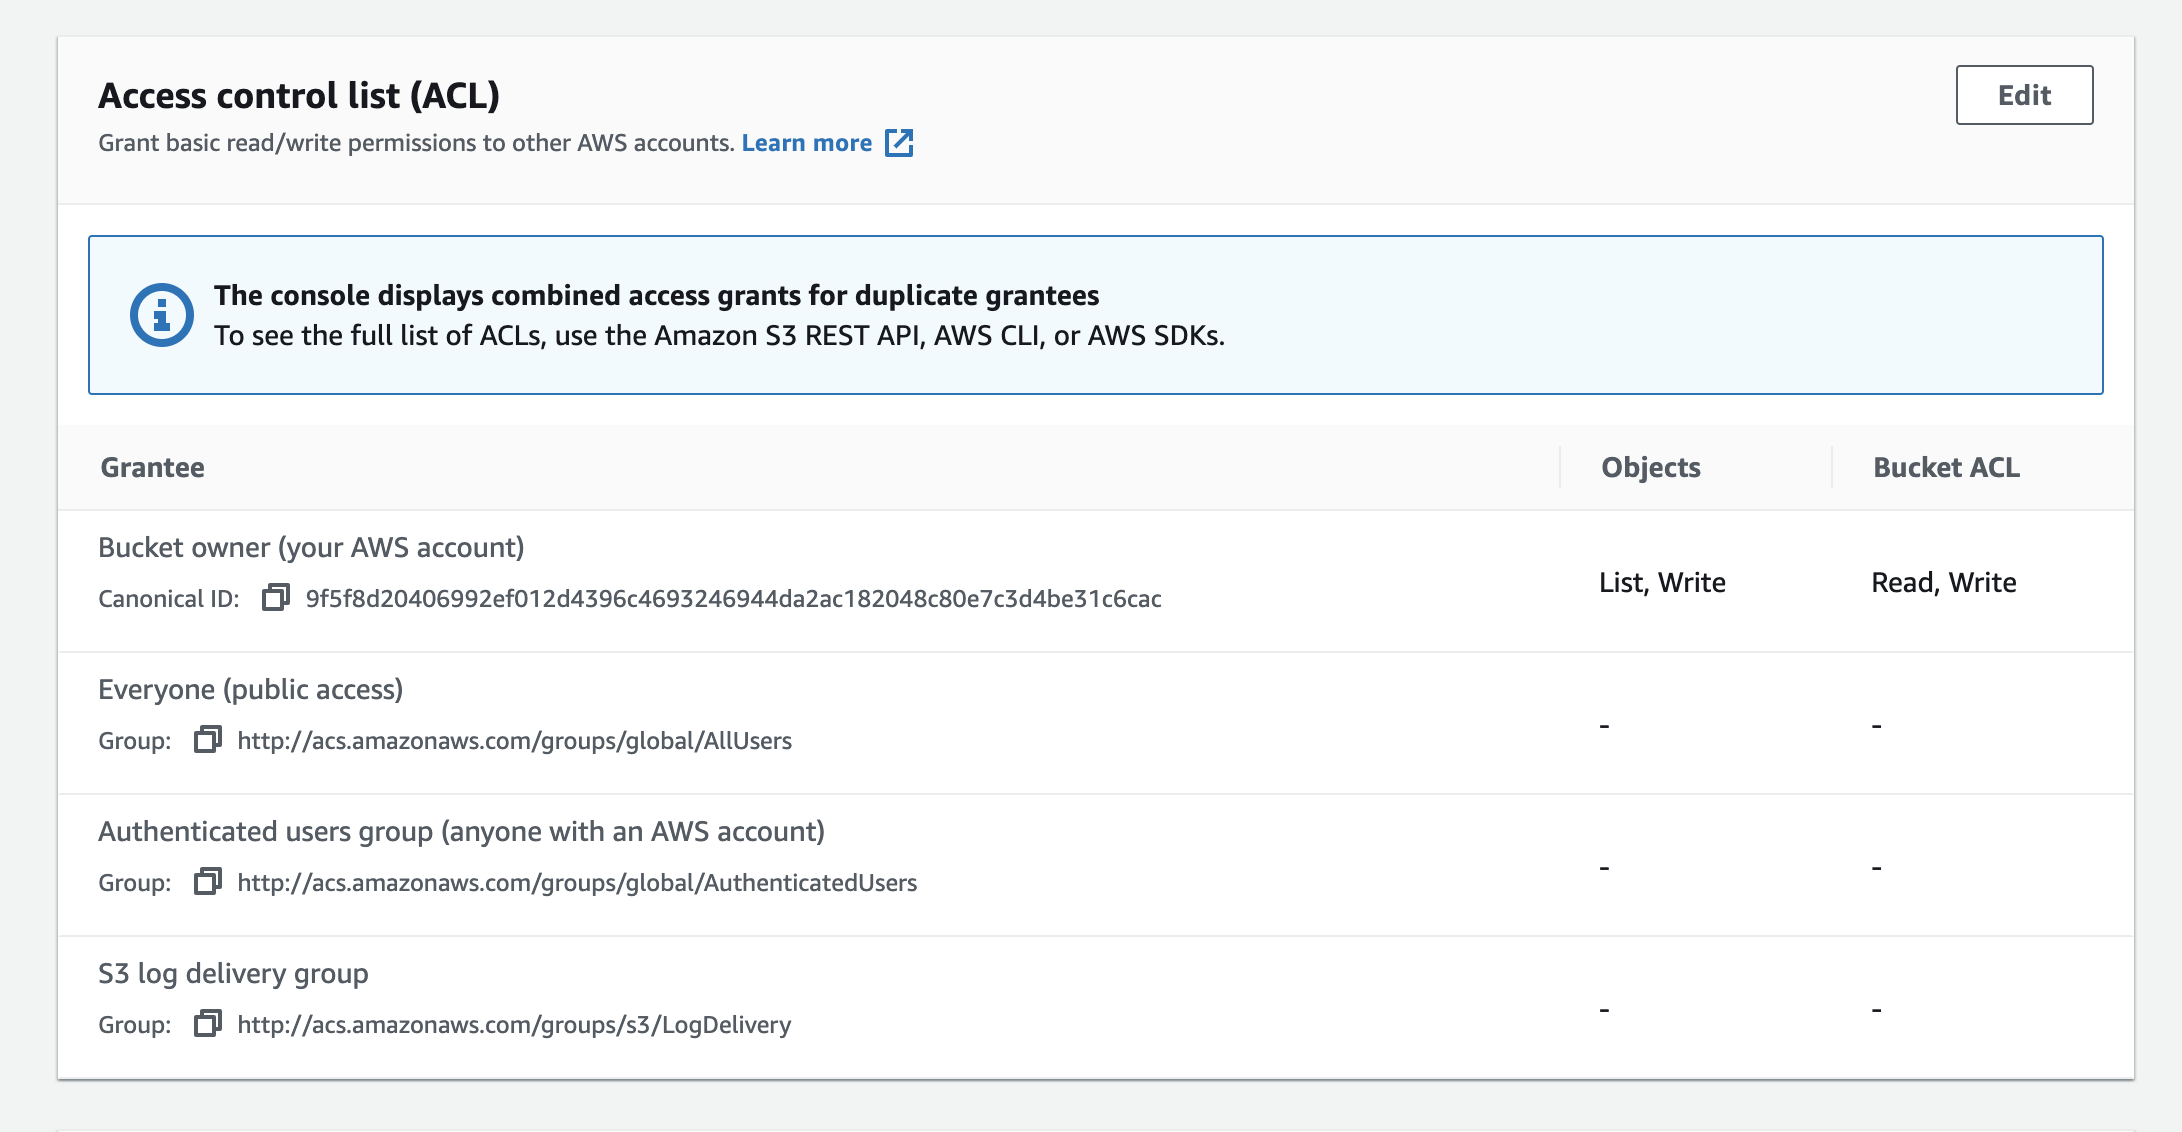 Access control list (ACL)
Edit
Grant basic read/write permissions to other AWS accounts. Learn more
The console displays combined access grants for duplicate grantees
To see the full list of ACLs, use the Amazon S3 REST API, AWS CLI, or AWS SDKs.
Grantee Objects Bucket ACL
Bucket owner (your AWS account)
Canonical ID: 9f5f8d20406992ef012d4396c4693246944da2ac182048c80e7c3d4be31c6cac
List, Write Read, Write
Everyone (public access)
Group: http://acs.amazonaws.com/groups/global/AllUsers
- -
Authenticated users group (anyone with an AWS account)
Group: http://acs.amazonaws.com/groups/global/AuthenticatedUsers
- -
S3 log delivery group
Group: http://acs.amazonaws.com/groups/s3/LogDelivery
- -